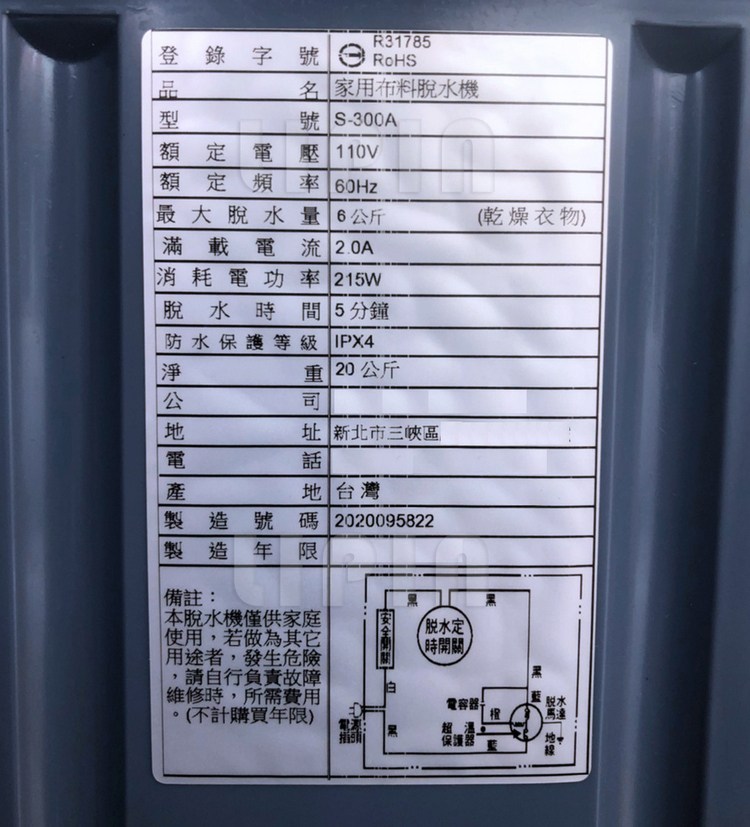 登錄字號 R31785
RoHS
品名 家用布料脫水機
型號 S-300A
額定電壓 110V
額定頻率 60Hz
最大脫水量 6公斤 (乾燥衣物)
滿載電流 2.0A
消耗電功率 215W
脫水時間 5分鐘
防水保護等級 IPX4
淨重 20公斤
公司
地址 新北市三峽區
電話
產地 台灣
製造號碼 2020095822
製造年限
備註：
本脫水機僅供家庭
使用，若做為其它
用途者，發生危險
，請自行負責故障
維修時，所需費用
。(不計購買年限)
黑 黑
安全開關
脫水定
時開關
白
黑
電容器
橙
藍
脫水
馬達
電源
插頭
黑
超溫
保護器
藍
地線
LIPIN
LIPIN